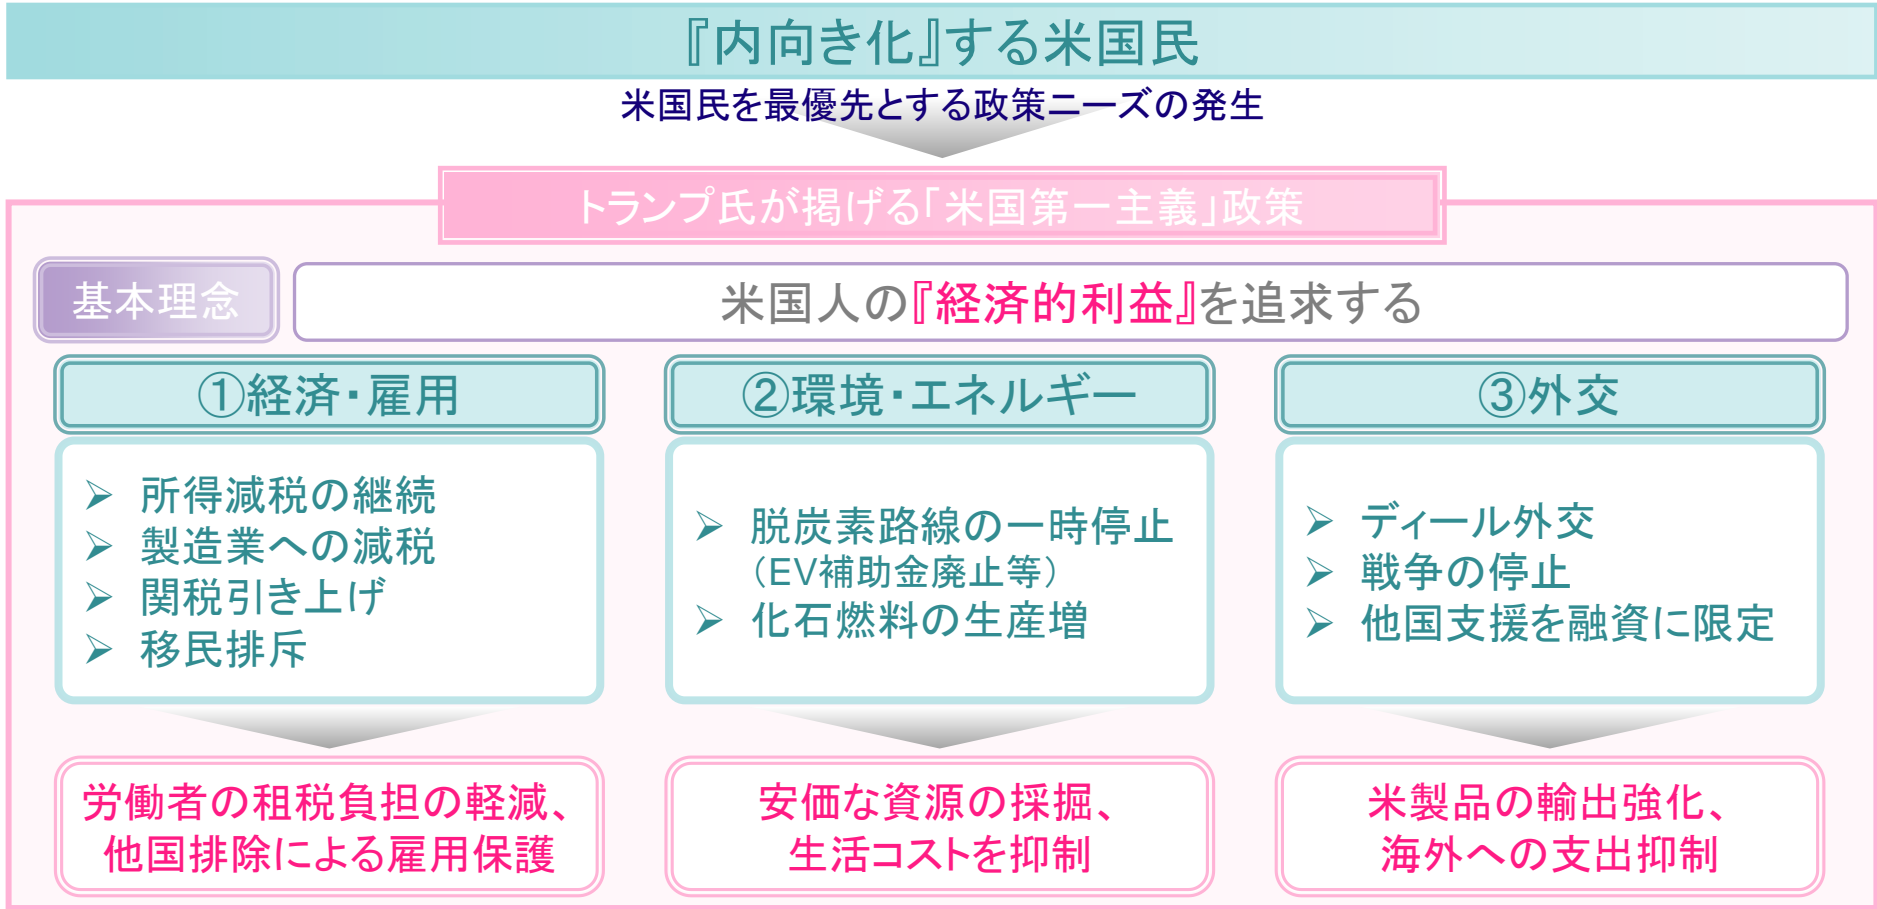 『内向き化』する米国民
米国民を最優先とする政策ニーズの発生
トランプ氏が掲げる「米国第一主義」政策
基本理念
米国人の『経済的利益』を追求する
①経済・雇用
➢ 所得減税の継続
➢ 製造業への減税
➢ 関税引き上げ
➢ 移民排斥
労働者の租税負担の軽減、
他国排除による雇用保護
②環境・エネルギー
➢ 脱炭素路線の一時停止
（EV補助金廃止等）
➢ 化石燃料の生産増
安価な資源の採掘、
生活コストを抑制
③外交
➢ ディール外交
➢ 戦争の停止
➢ 他国支援を融資に限定
米製品の輸出強化、
海外への支出抑制